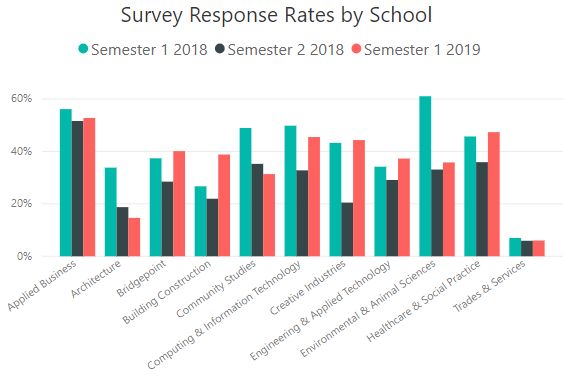 Survey Response Rates by School
Semester 1 2018 Semester 2 2018 Semester 1 2019
60%
40%
20%
0%
Applied Business
Architecture
Bridgepoint
Building Construction
Community Studies
Computing & Information Technology
Creative Industries
Engineering & Applied Technology
Environmental & Animal Sciences
Healthcare & Social Practice
Trades & Services